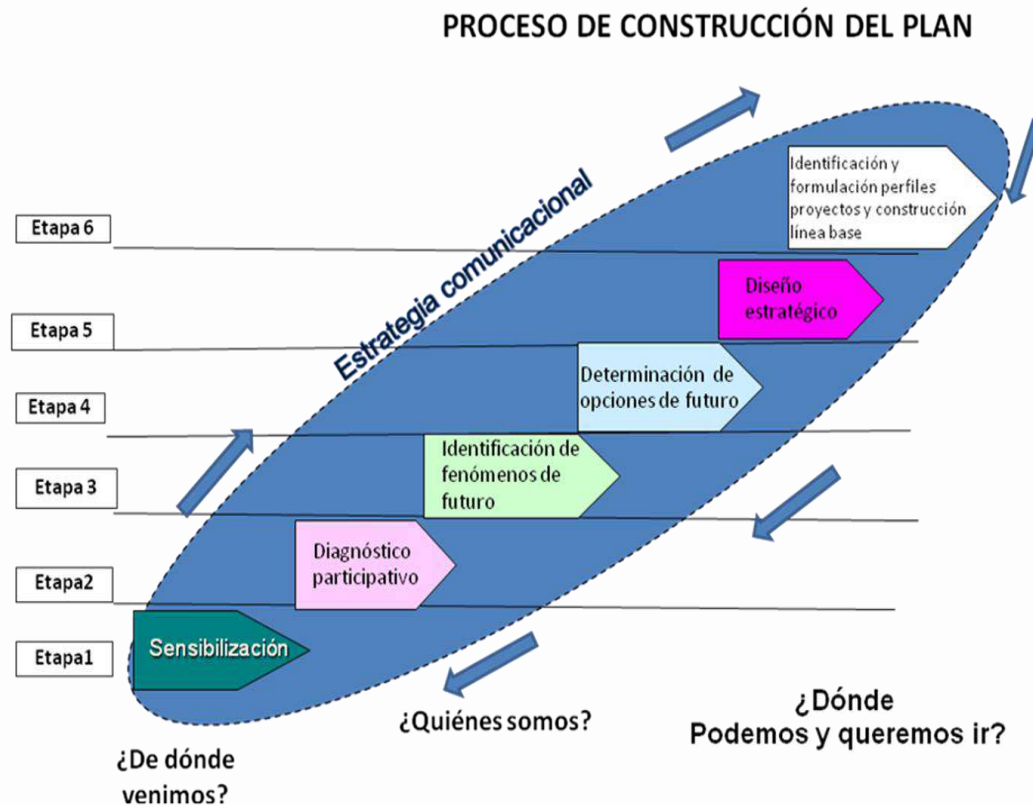 PROCESO DE CONSTRUCCIÓN DEL PLAN
Estrategia comunicacional
Etapa 6
Identificación y
formulación perfiles
proyectos y construcción
línea base
Etapa 5
Diseño
estratégico
Etapa 4
Determinación de
opciones de futuro
Etapa 3
Identificación de
fenómenos de
futuro
Etapa2
Diagnóstico
participativo
Etapa1
Sensibilización
¿De dónde
venimos?
¿Quiénes somos?
¿Dónde
Podemos y queremos ir?